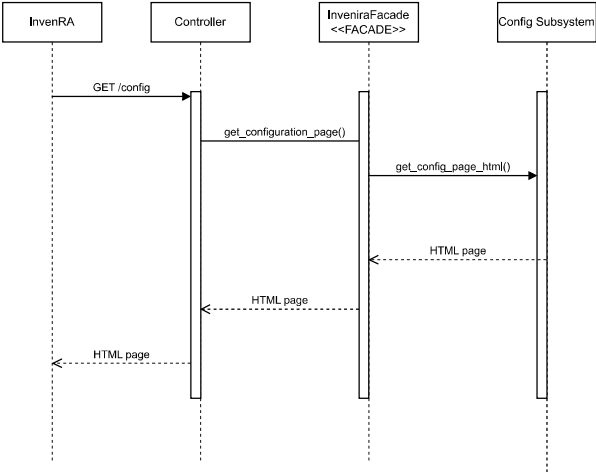 InvenRA
Controller
InveniraFacade
<<FACADE>>
Config Subsystem
GET /config
get_configuration_page()
get_config_page_html()
HTML page
HTML page
HTML page